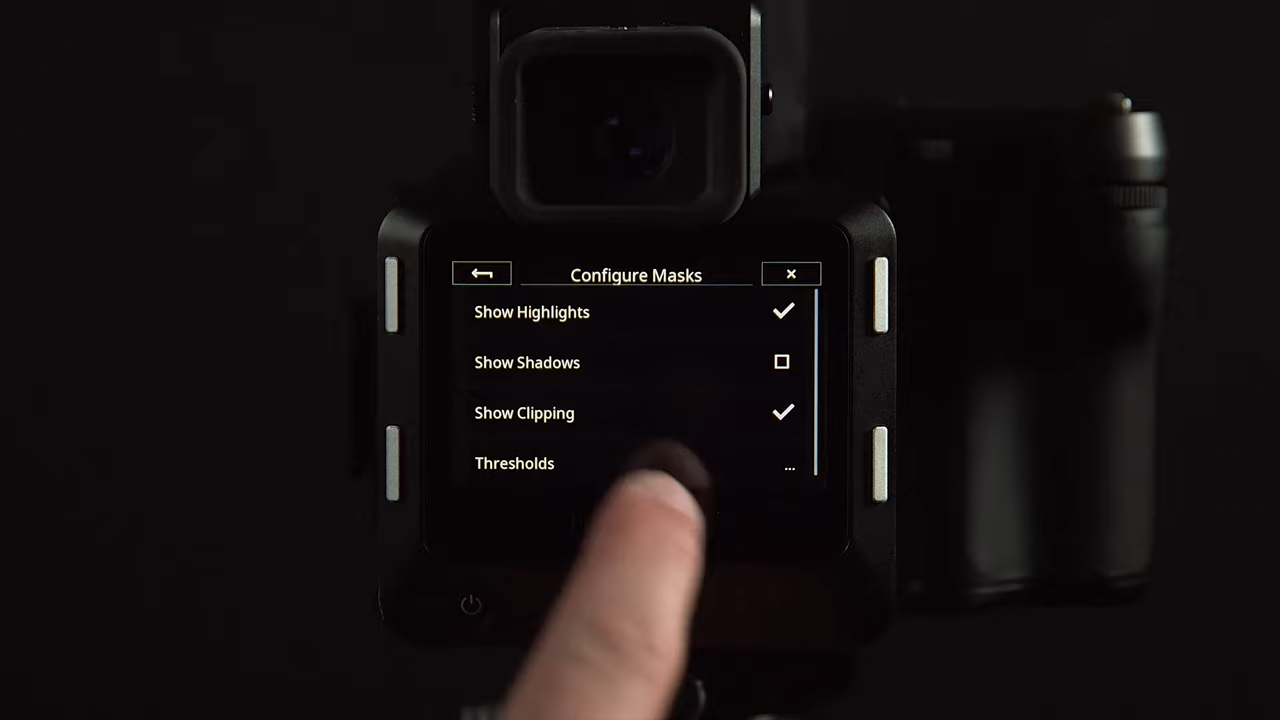 Configure Masks
Show Highlights
Show Shadows
Show Clipping
Thresholds ...